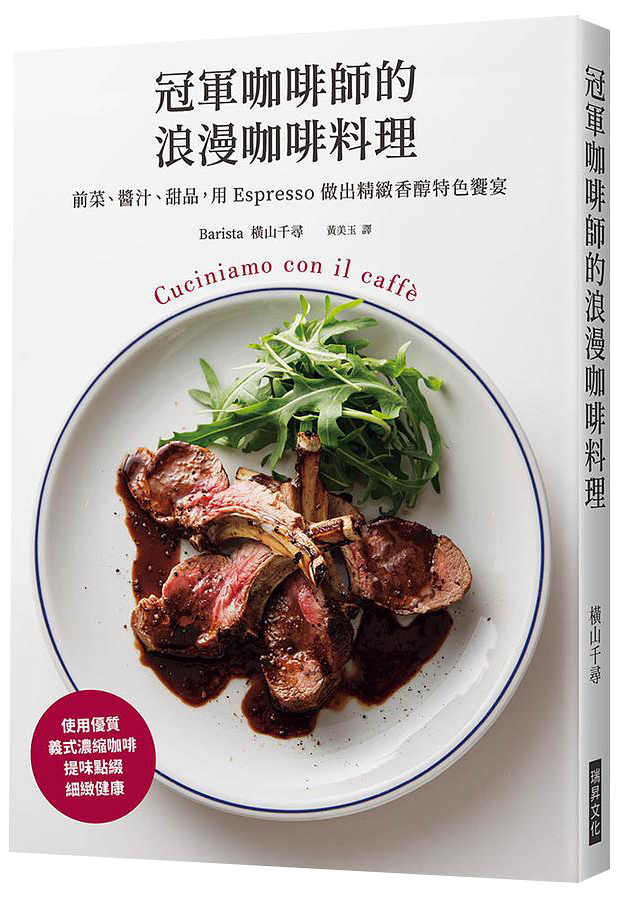 冠軍咖啡師的
浪漫咖啡料理
前菜、醬汁、甜品，用 Espresso 做出精緻香醇特色饗宴
Barista 橫山千尋 黃美玉 譯
Cuciniamo con il caffè
使用優質
義式濃縮咖啡
提味點綴
細緻健康
冠軍咖啡師的浪漫咖啡料理
橫山千尋
瑞昇文化